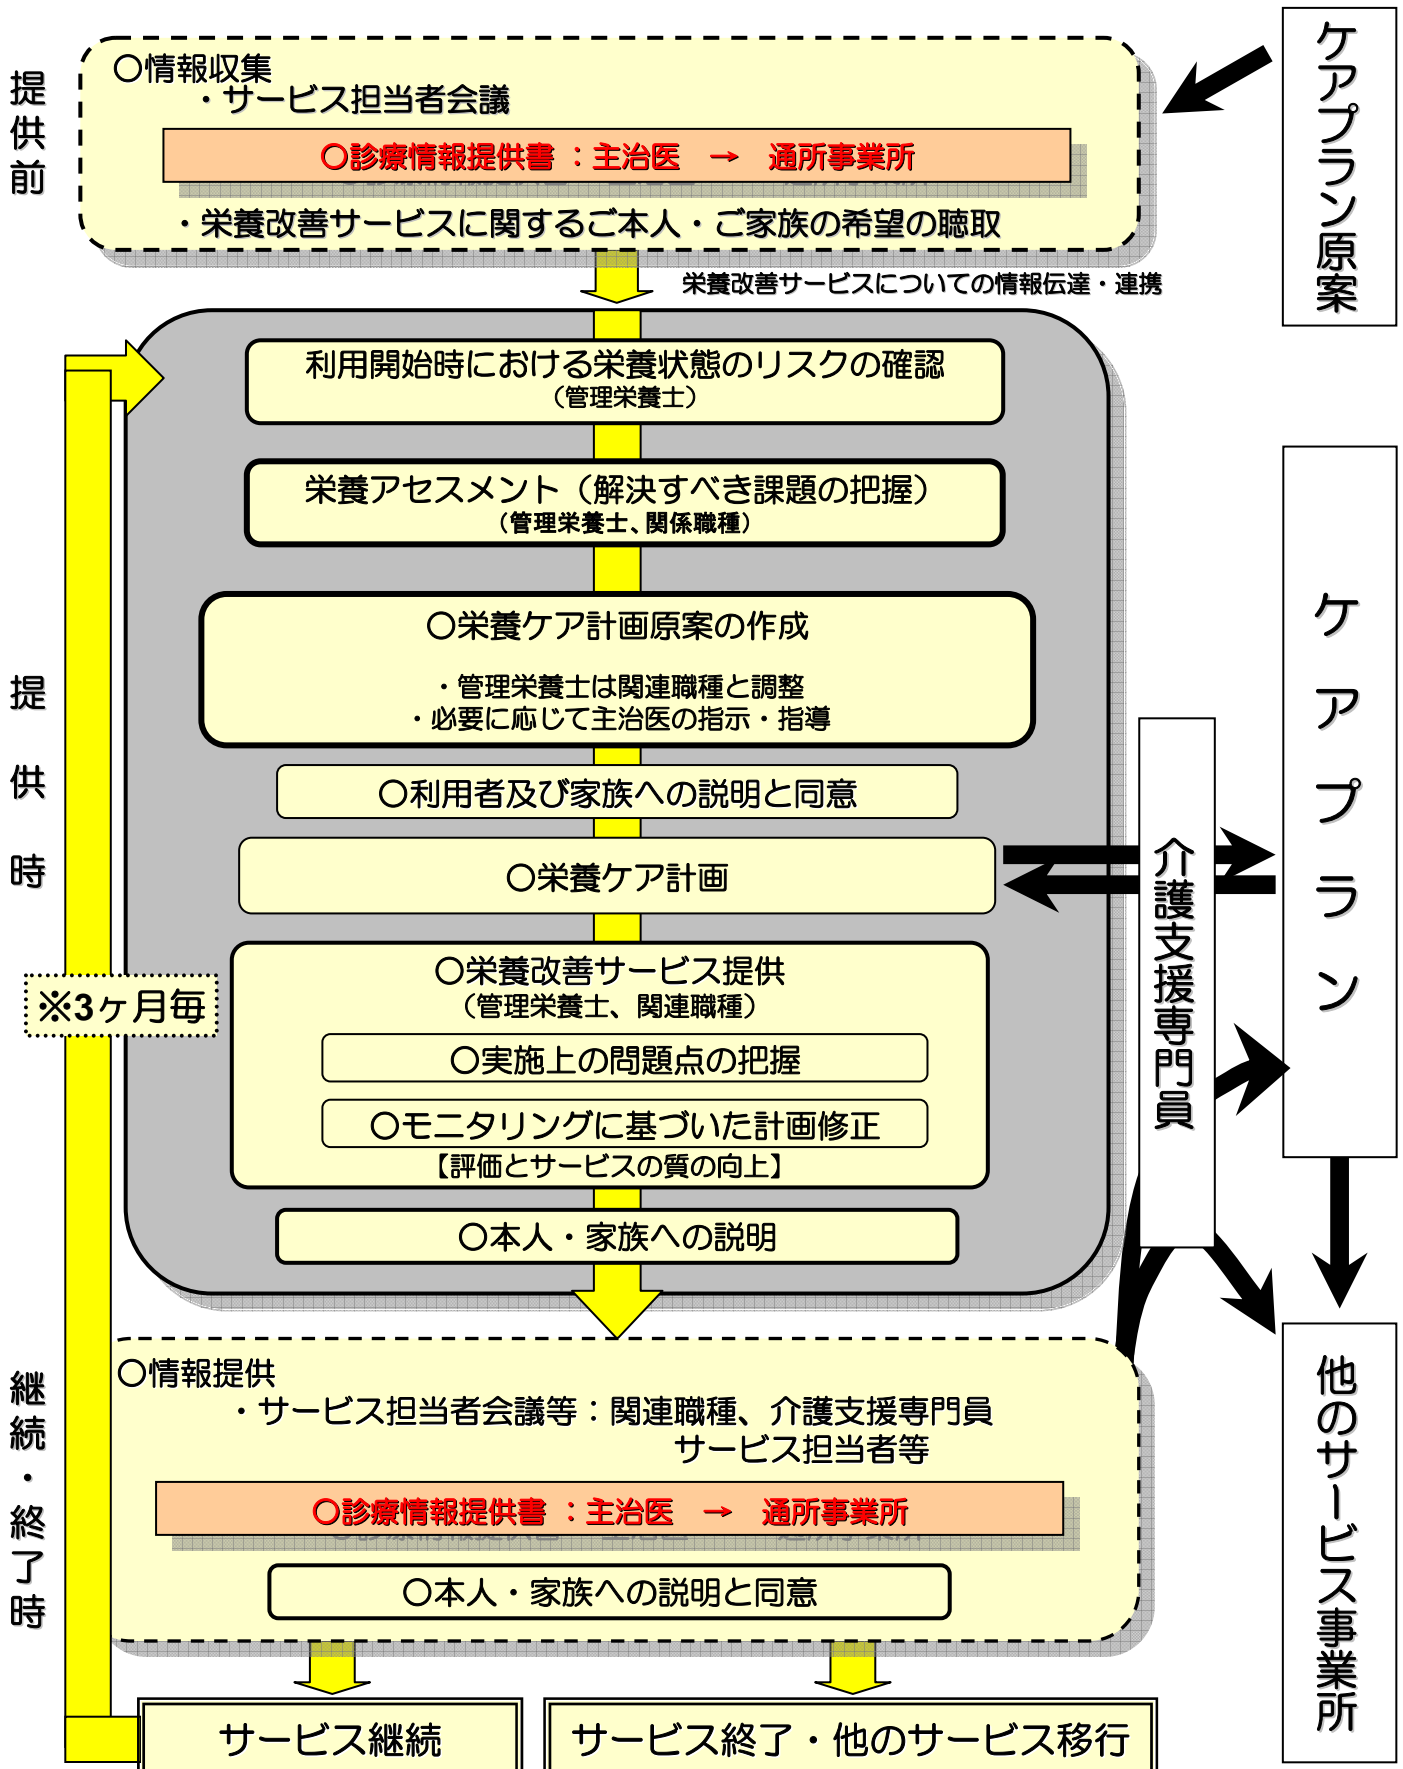 提供前
〇情報収集
・サービス担当者会議
〇診療情報提供書 ：主治医　→　通所事業所
・栄養改善サービスに関するご本人・ご家族の希望の聴取
ケアプラン原案
栄養改善サービスについての情報伝達・連携
提供時
利用開始時における栄養状態のリスクの確認
（管理栄養士）
栄養アセスメント（解決すべき課題の把握）
（管理栄養士、関係職種）
〇栄養ケア計画原案の作成
・管理栄養士は関連職種と調整
・必要に応じて主治医の指示・指導
〇利用者及び家族への説明と同意
〇栄養ケア計画
〇栄養改善サービス提供
（管理栄養士、関連職種）
〇実施上の問題点の把握
〇モニタリングに基づいた計画修正
【評価とサービスの質の向上】
〇本人・家族への説明
※3ヶ月毎
介護支援専門員
ケアプラン
継続・終了時
〇情報提供
・サービス担当者会議等：関連職種、介護支援専門員
サービス担当者等
〇診療情報提供書 ：主治医　→　通所事業所
〇本人・家族への説明と同意
他のサービス事業所
サービス継続
サービス終了・他のサービス移行